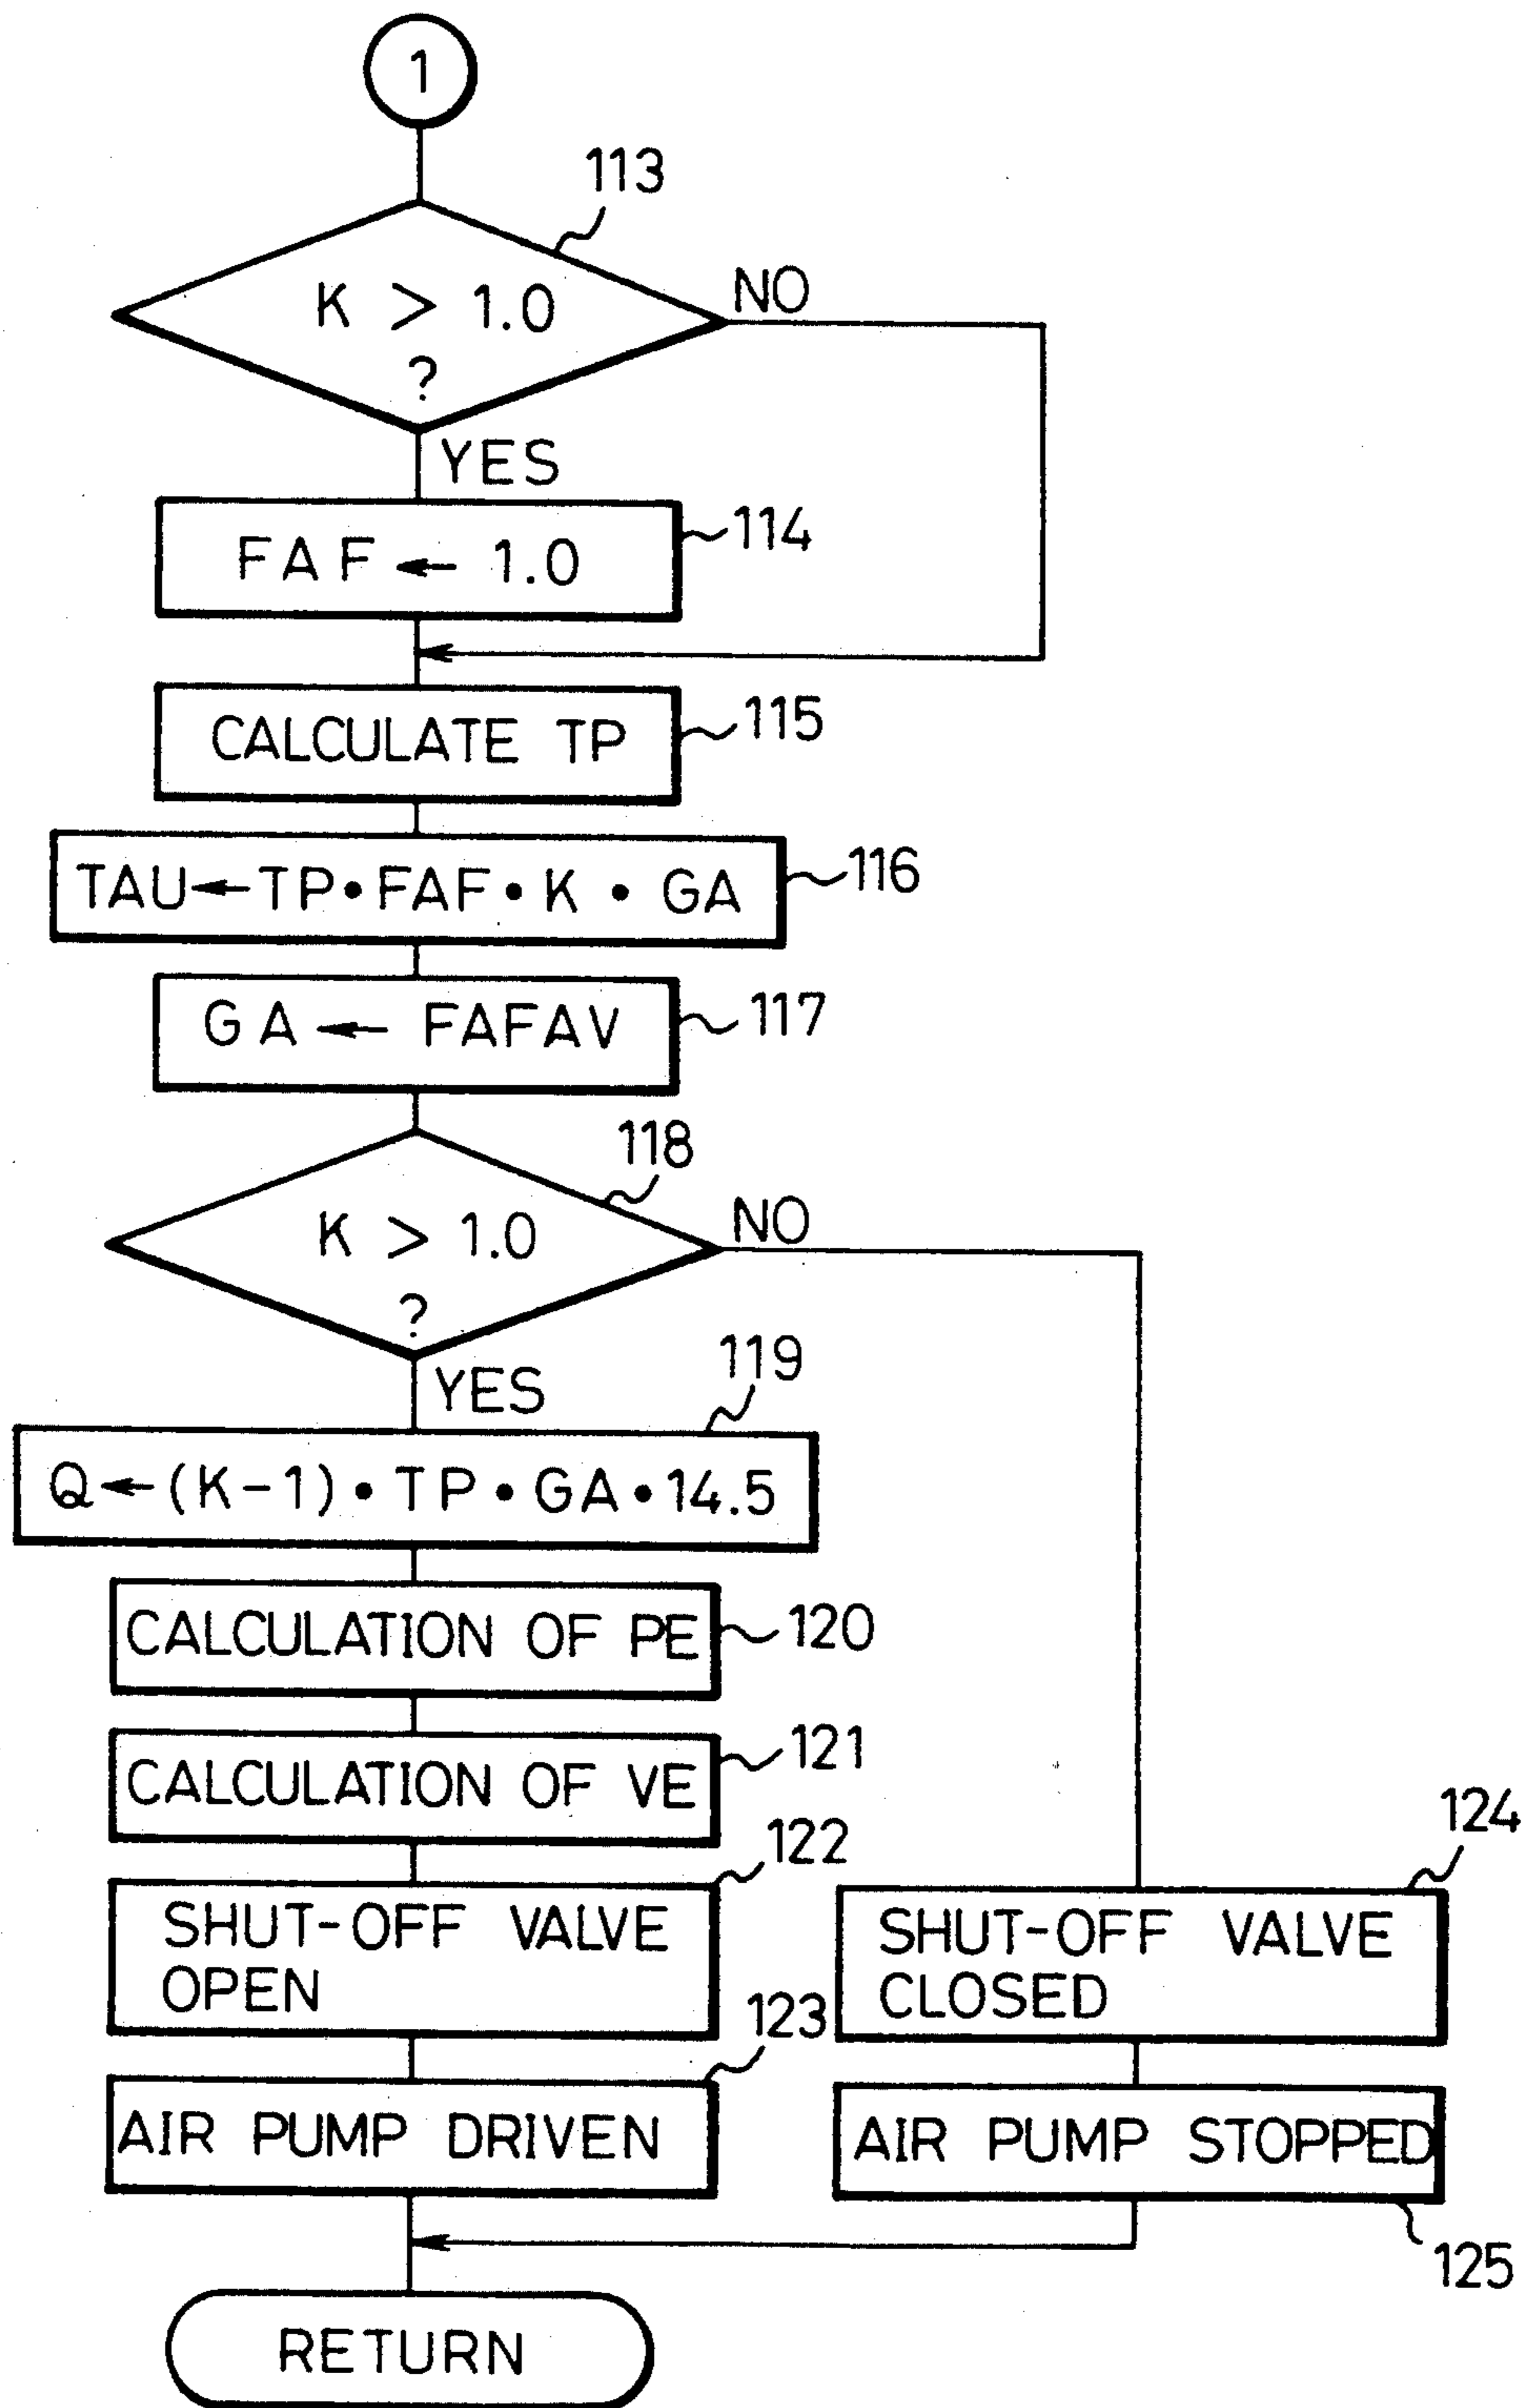 1
113
K > 1.0
?
NO
YES
FAF ← 1.0
114
CALCULATE TP
115
TAU←TP•FAF•K•GA
116
GA ← FAFAV
117
118
K > 1.0
?
NO
YES
119
Q←(K-1)•TP•GA•14.5
CALCULATION OF PE
120
CALCULATION OF VE
121
122
SHUT-OFF VALVE
OPEN
123
AIR PUMP DRIVEN
124
SHUT-OFF VALVE
CLOSED
AIR PUMP STOPPED
125
RETURN